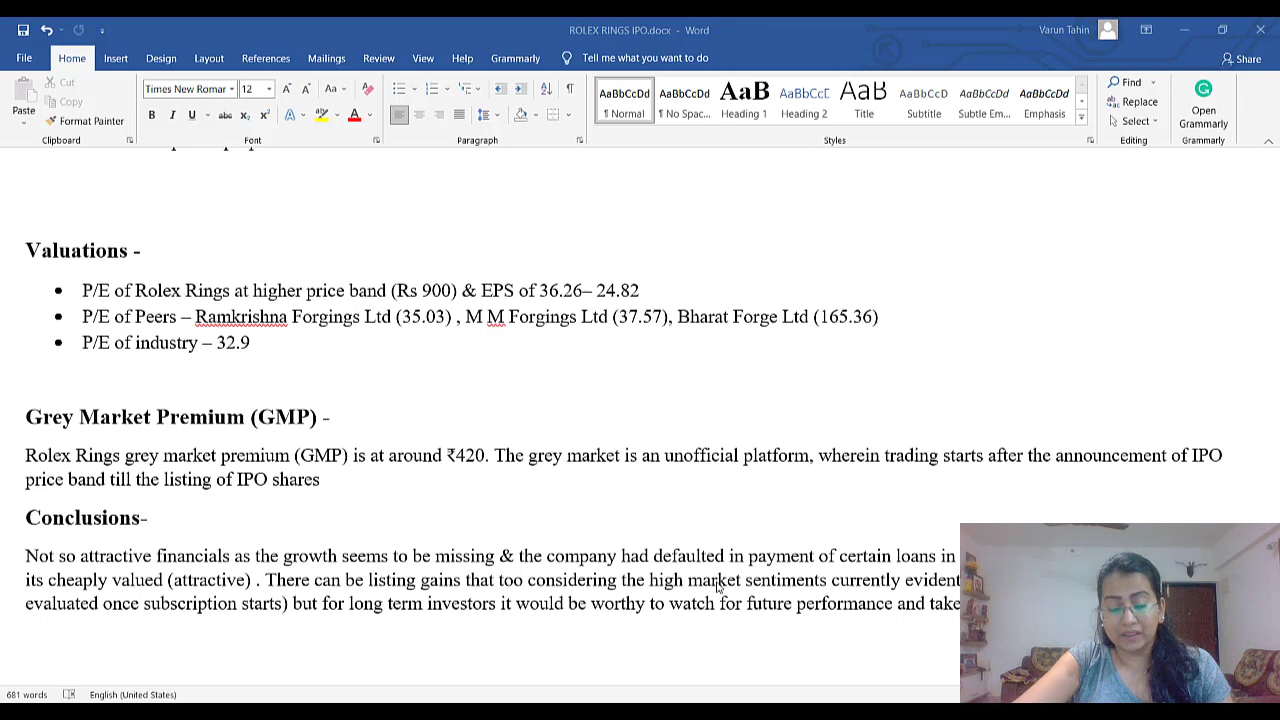 ROLEX RINGS IPO.docx - Word
Varun Tahin
File Home Insert Design Layout References Mailings Review View Help Grammarly Tell me what you want to do Share
Paste
Cut
Copy
Format Painter
Clipboard
Times New Roman 12 Aa
B I U abc X₂ X² A A
Font
Paragraph
AaBbCcDd AaBbCcDd AaB AaBbCcD AaB AaBbCcD AaBbCcDd AaBbCcDd
¶ Normal ¶ No Spac... Heading 1 Heading 2 Title Subtitle Subtle Em... Emphasis
Styles
Find
Replace
Select
Editing
Open
Grammarly
Grammarly
Valuations -
• P/E of Rolex Rings at higher price band (Rs 900) & EPS of 36.26– 24.82
• P/E of Peers – Ramkrishna Forgings Ltd (35.03) , M M Forgings Ltd (37.57), Bharat Forge Ltd (165.36)
• P/E of industry – 32.9
Grey Market Premium (GMP) -
Rolex Rings grey market premium (GMP) is at around ₹420. The grey market is an unofficial platform, wherein trading starts after the announcement of IPO
price band till the listing of IPO shares
Conclusions-
Not so attractive financials as the growth seems to be missing & the company had defaulted in payment of certain loans in
its cheaply valued (attractive) . There can be listing gains that too considering the high market sentiments currently evident
evaluated once subscription starts) but for long term investors it would be worthy to watch for future performance and take
681 words English (United States)